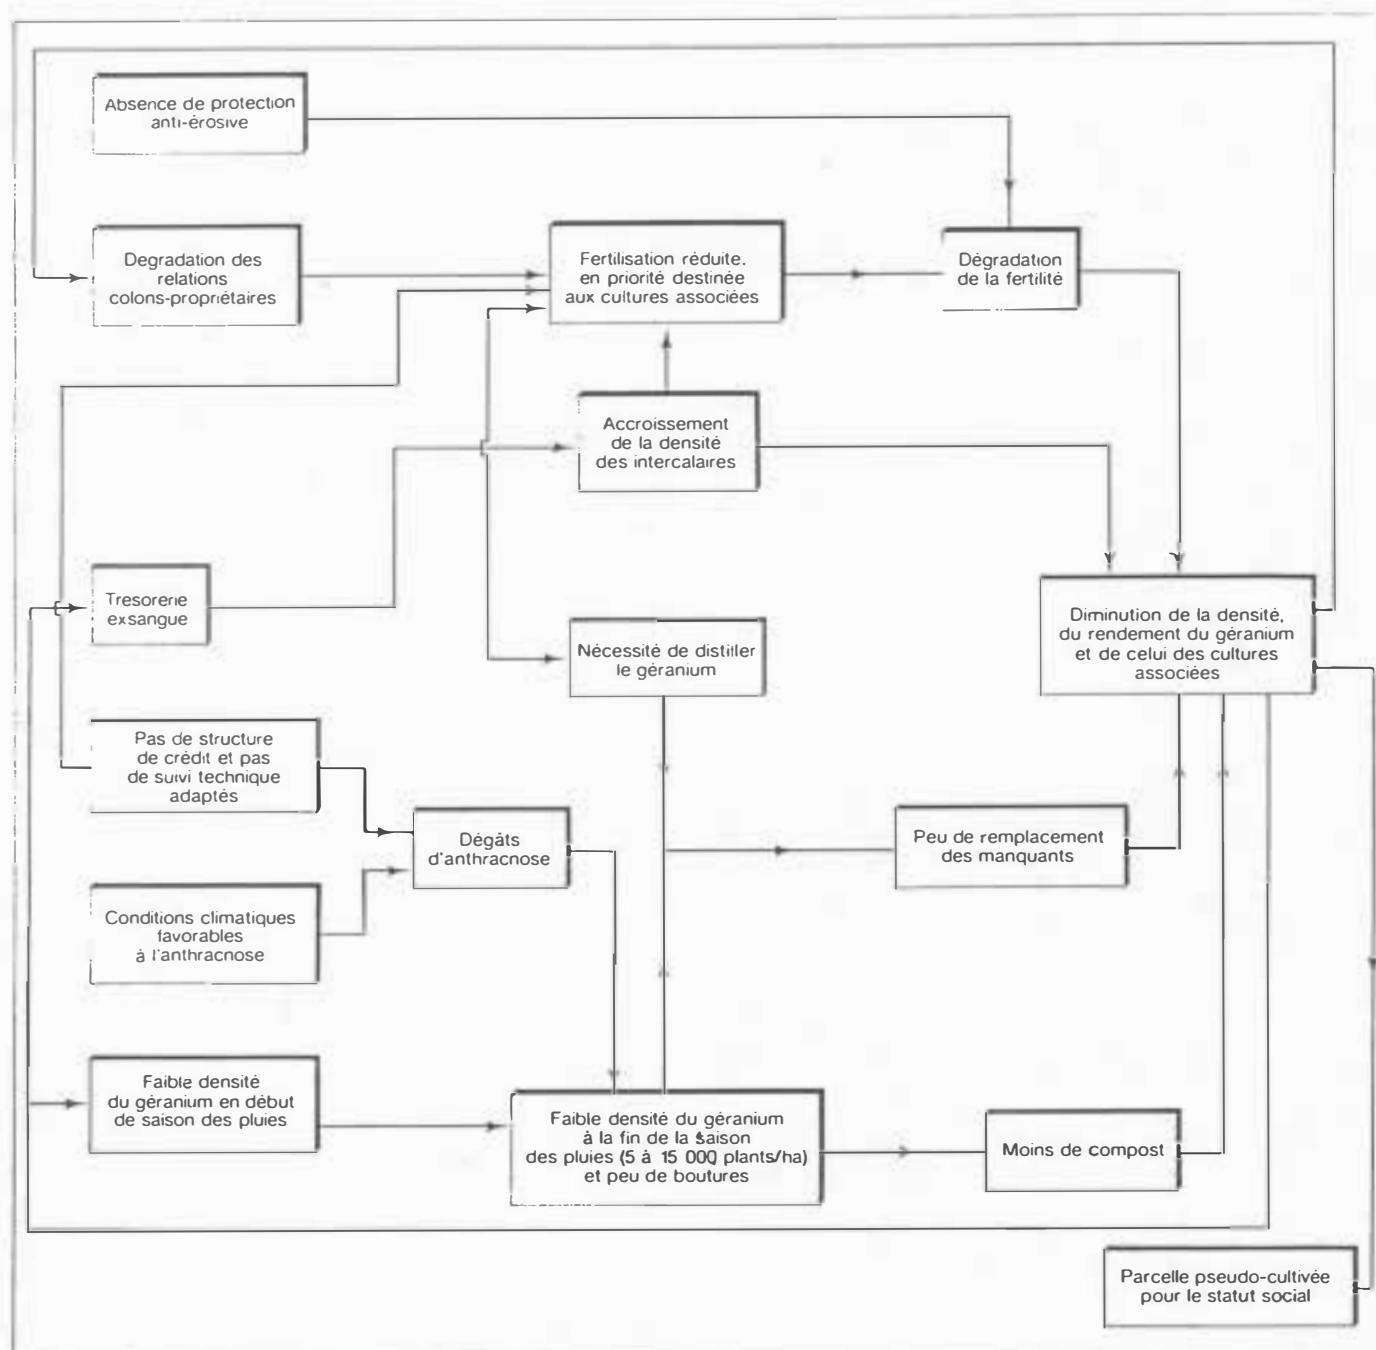 Absence de protection
anti-érosive
Degradation des
relations
colons-propriétaires
Fertilisation réduite,
en priorité destinée
aux cultures associées
Dégradation
de la fertilité
Accroissement
de la densité
des intercalaires
Tresorerie
exsangue
Nécessité de distiller
le géranium
Diminution de la densité,
du rendement du géranium
et de celui des cultures
associées
Pas de structure
de crédit et pas
de suivi technique
adaptés
Dégâts
d'anthracnose
Peu de remplacement
des manquants
Conditions climatiques
favorables
à l'anthracnose
Faible densité
du géranium en début
de saison des pluies
Faible densité du géranium
à la fin de la saison
des pluies (5 à 15 000 plants/ha)
et peu de boutures
Moins de compost
Parcelle pseudo-cultivée
pour le statut social